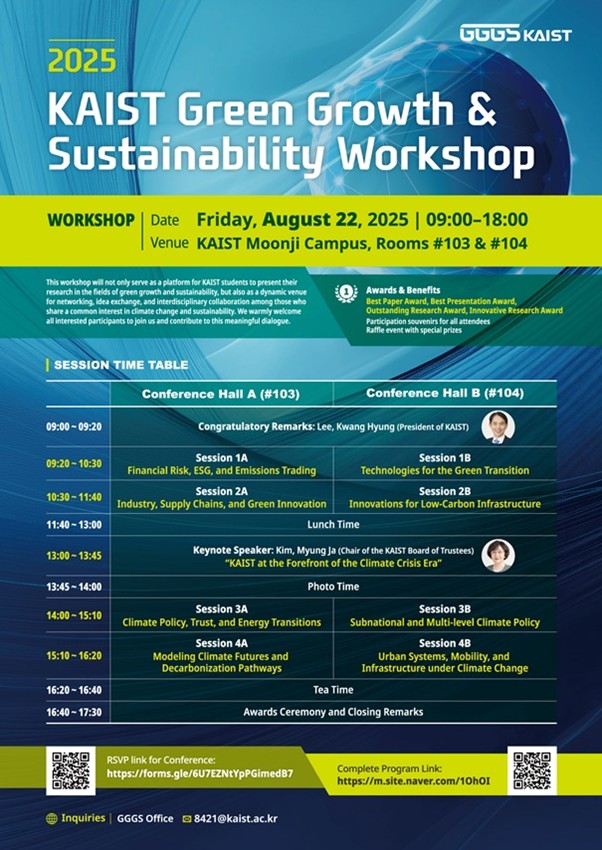 GGGS KAIST
2025
KAIST Green Growth &
Sustainability Workshop
WORKSHOP
Date Friday, August 22, 2025 | 09:00–18:00
Venue KAIST Moonji Campus, Rooms #103 & #104
This workshop will not only serve as a platform for KAIST students to present their
research in the fields of green growth and sustainability, but also as a dynamic venue
for networking, idea exchange, and interdisciplinary collaboration among those who
share a common interest in climate change and sustainability. We warmly welcome
all interested participants to join us and contribute to this meaningful dialogue.
1
Awards & Benefits
Best Paper Award, Best Presentation Award,
Outstanding Research Award, Innovative Research Award
Participation souvenirs for all attendees
Raffle event with special prizes
SESSION TIME TABLE
Conference Hall A (#103) Conference Hall B (#104)
09:00 ~ 09:20 Congratulatory Remarks: Lee, Kwang Hyung (President of KAIST)
09:20 ~ 10:30
Session 1A
Financial Risk, ESG, and Emissions Trading
Session 1B
Technologies for the Green Transition
10:30 ~ 11:40
Session 2A
Industry, Supply Chains, and Green Innovation
Session 2B
Innovations for Low-Carbon Infrastructure
11:40 ~ 13:00 Lunch Time
13:00 ~ 13:45
Keynote Speaker: Kim, Myung Ja (Chair of the KAIST Board of Trustees)
“KAIST at the Forefront of the Climate Crisis Era”
13:45 ~ 14:00 Photo Time
14:00 ~ 15:10
Session 3A
Climate Policy, Trust, and Energy Transitions
Session 3B
Subnational and Multi-level Climate Policy
15:10 ~ 16:20
Session 4A
Modeling Climate Futures and
Decarbonization Pathways
Session 4B
Urban Systems, Mobility, and
Infrastructure under Climate Change
16:20 ~ 16:40 Tea Time
16:40 ~ 17:30 Awards Ceremony and Closing Remarks
RSVP link for Conference:
https://forms.gle/6U7EZNtYpPGimedB7
Complete Program Link:
https://m.site.naver.com/1OhOI
Inquiries | GGGS Office 8421@kaist.ac.kr